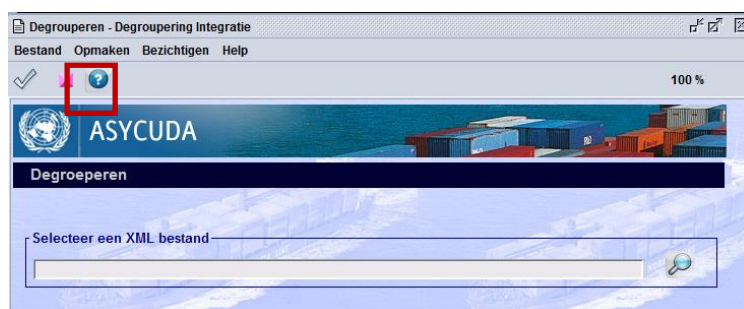 Degrouperen - Degroupering Integratie
Bestand Opmaken Bezichtigen Help
100 %
ASYCUDA
Degroeperen
Selecteer een XML bestand